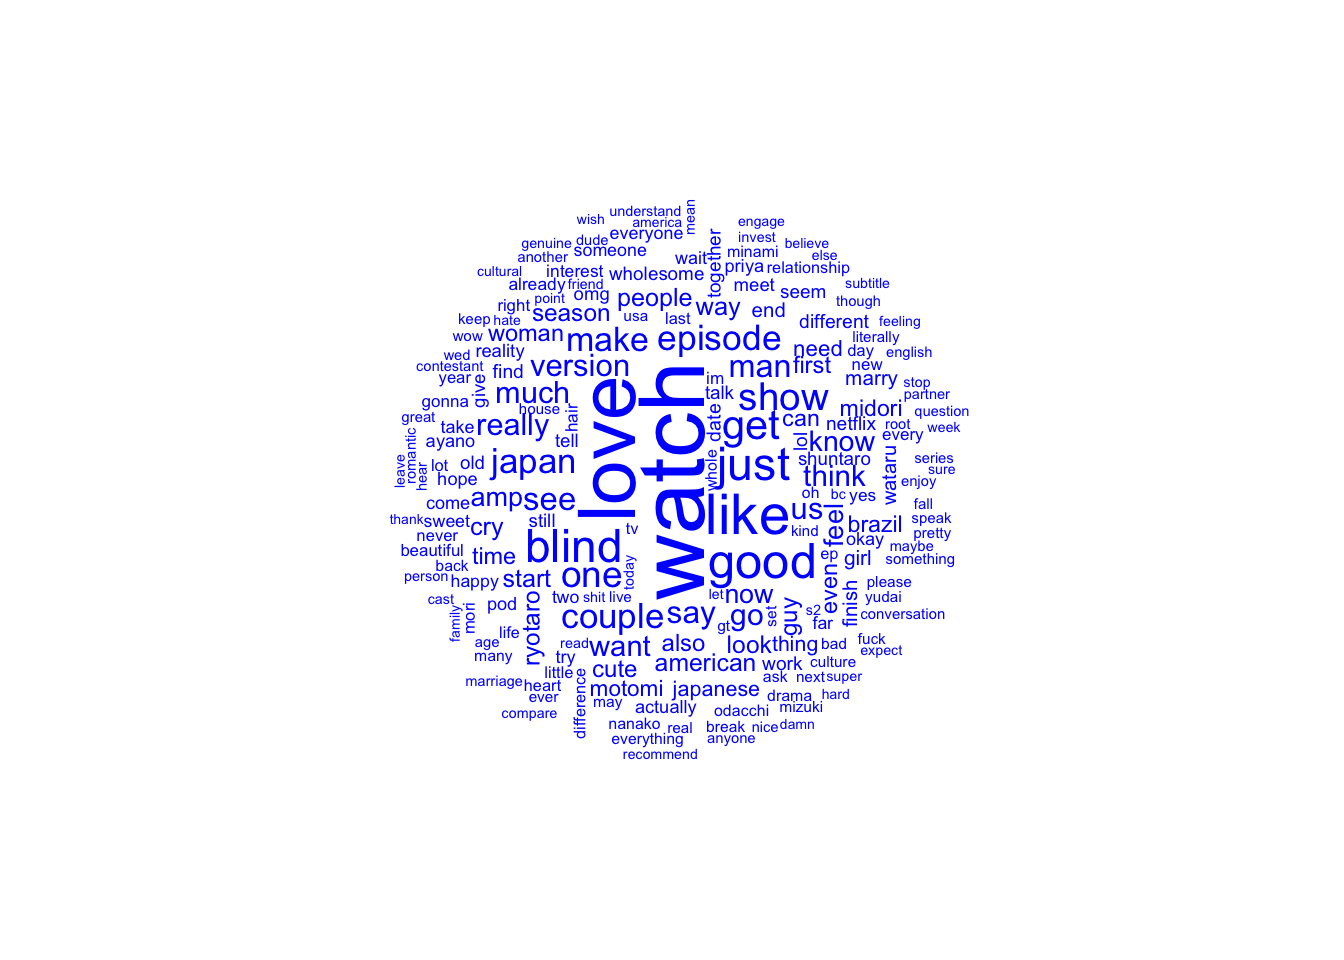 understand
mean
wish
america
engage
everyone
genuine
dude
invest
believe
another
someone
wait
together
minami
else
cultural
interest
wholesome
priya
relationship
already
friend
omg
people
meet
seem
subtitle
right
point
season
usa
last
way
end
though
keep
hate
different
feeling
wow
woman
make
episode
need
day
literally
wed
reality
version
man
first
new
english
contestant
find
im
marry
stop
year
give
much
love
watch
talk
show
partner
gonna
house
hair
date
midori
question
great
take
really
get
can
netflix
root
week
ayano
tell
lol
know
every
leave
romantic
hear
lot
old
japan
whole
just
shuntaro
series
hope
think
wataru
sure
enjoy
come
amp
see
like
us
oh
bc
yes
fall
thank
sweet
cry
still
tv
kind
feel
brazil
speak
never
blind
okay
pretty
beautiful
time
good
ep
girl
maybe
back
something
person
happy
start
one
today
even
please
cast
pod
two
shit
live
let
now
guy
s2
finish
yudai
family
mori
ryotaro
couple
say
gt
go
set
far
conversation
life
age
read
want
also
look
thing
bad
fuck
many
try
american
work
culture
expect
marriage
heart
little
cute
ask
next
super
ever
difference
motomi
japanese
drama
hard
compare
may
actually
odacchi
mizuki
nanako
real
break
nice
damn
everything
anyone
recommend